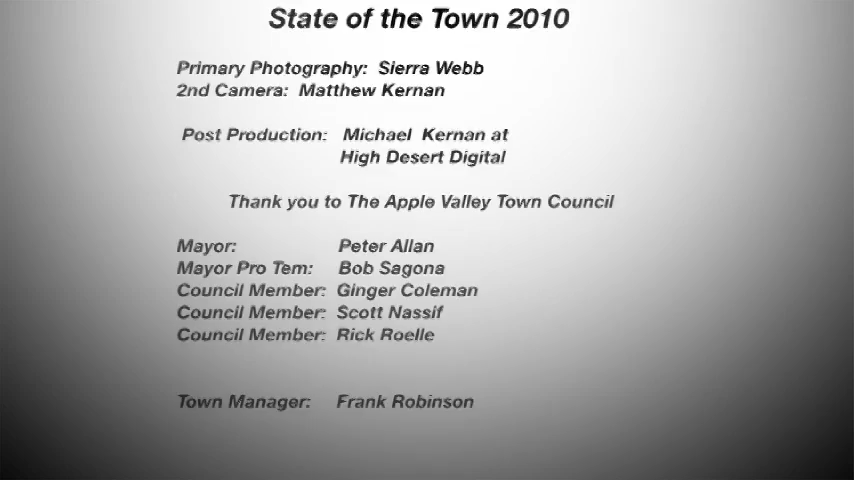 State of the Town 2010
Primary Photography: Sierra Webb
2nd Camera: Matthew Kernan
Post Production: Michael Kernan at
High Desert Digital
Thank you to The Apple Valley Town Council
Mayor: Peter Allan
Mayor Pro Tem: Bob Sagona
Council Member: Ginger Coleman
Council Member: Scott Nassif
Council Member: Rick Roelle
Town Manager: Frank Robinson